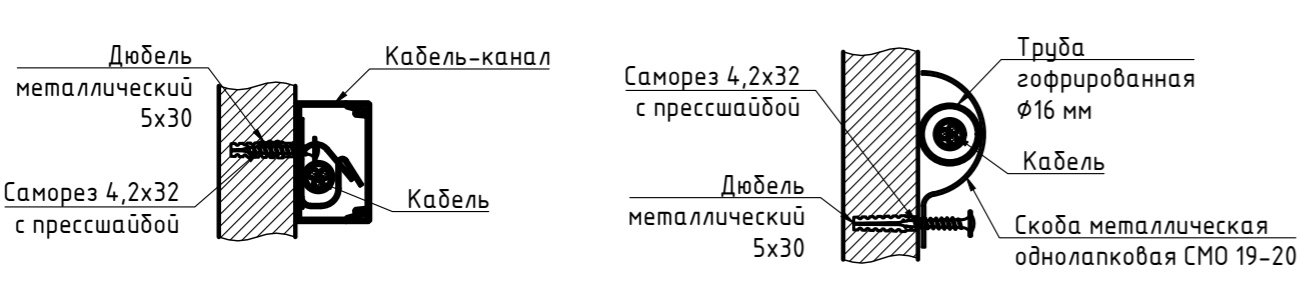 Дюбель
металлический
5х30
Кабель-канал
Саморез 4,2х32
с прессшайбой
Кабель
Труба
гофрированная
Ø16 мм
Саморез 4,2х32
с прессшайбой
Кабель
Дюбель
металлический
5х30
Скоба металлическая
однолапковая СМО 19-20